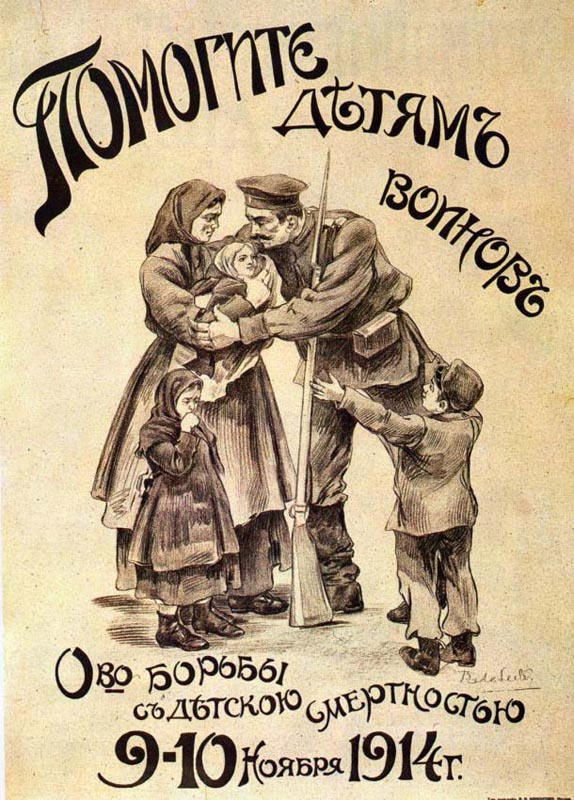 ПОМОГИТЕ
ДѢТЯМЪ
ВОИНОВЪ
О-ВО БОРЬБЫ
СЪ ДѢТСКОЮ СМЕРТНОСТЬЮ
9-10 НОЯБРЯ 1914 Г.